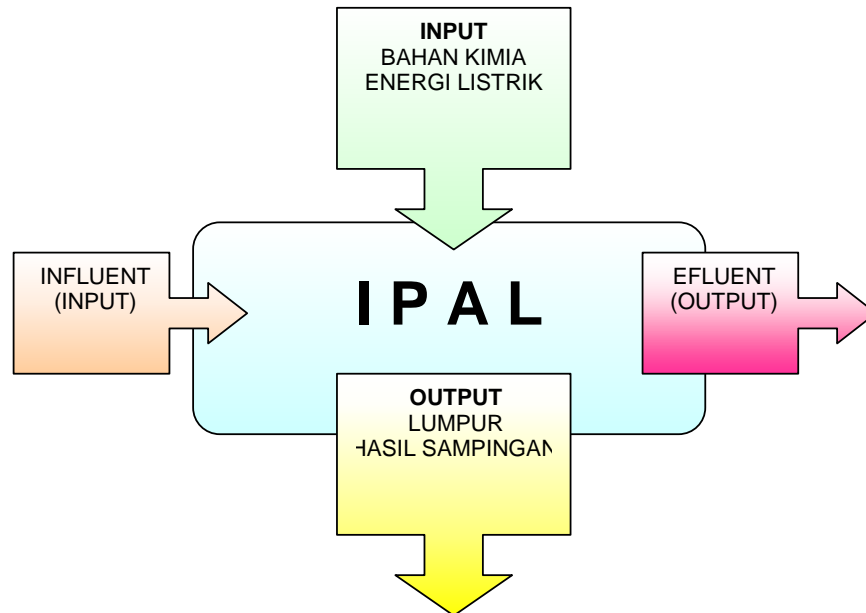 INPUT
BAHAN KIMIA
ENERGI LISTRIK
INFLUENT
(INPUT)
I P A L
EFLUENT
(OUTPUT)
OUTPUT
LUMPUR
HASIL SAMPINGAN